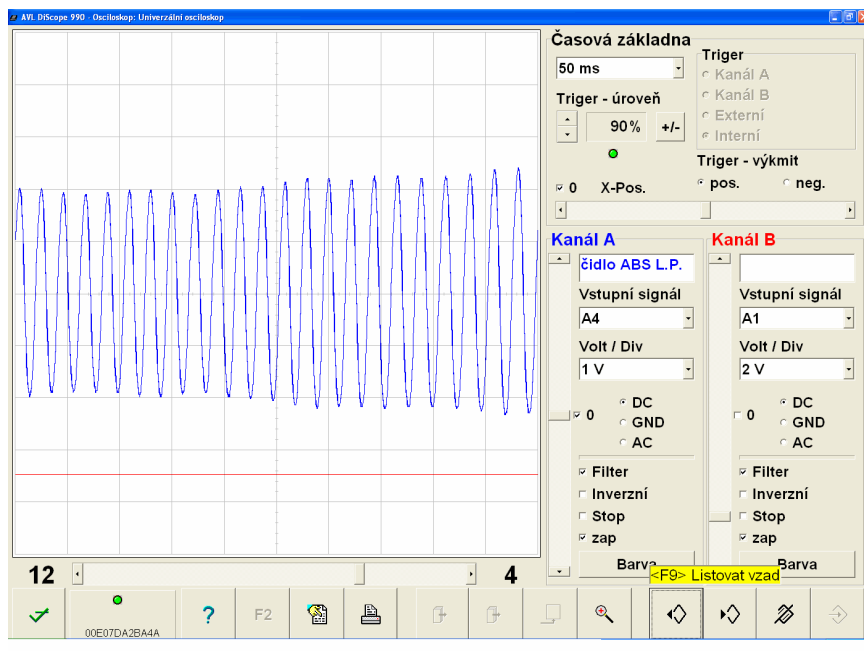 AVL DiScope 990 - Osciloskop: Univerzální osciloskop
Časová základna
50 ms
Triger
Kanál A
Kanál B
Externí
Interní
Triger - úroveň
90%
+/-
Triger - výkmit
pos.
neg.
0
X-Pos.
Kanál A
čidlo ABS L.P.
Vstupní signál
A4
Volt / Div
1 V
0
DC
GND
AC
Filter
Inverzní
Stop
zap
Barva
Kanál B
Vstupní signál
A1
Volt / Div
2 V
0
DC
GND
AC
Filter
Inverzní
Stop
zap
Barva
<F9> Listovat vzad
12
4
00E07DA2BA4A
?
F2